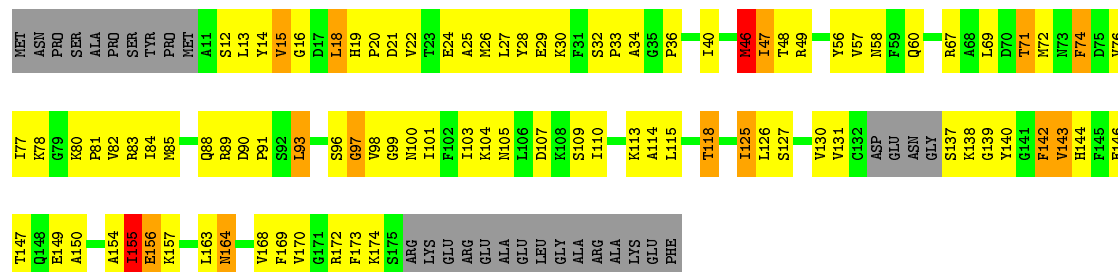 MET ASN PRO SER ALA PRO SER TYR PRO MET A11 S12 L13 Y14 V15 G16 D17 L18 H19 P20 D21 V22 T23 E24 A25 M26 L27 Y28 E29 K30 F31 S32 P33 A34 G35 P36 I40 M46 I47 T48 R49 Y56 V57 N58 F59 Q60 R67 A68 L69 D70 T71 M72 N73 F74 D75 V76
I77 K78 G79 K80 P81 V82 R83 I84 M85 Q88 R89 D90 P91 S92 L93 S96 G97 V98 G99 N100 I101 F102 I103 K104 N105 L106 D107 K108 S109 I110 K113 A114 L115 T118 I125 L126 S127 V130 V131 C132 ASP GLU ASN GLY S137 K138 G139 Y140 G141 F142 V143 H144 F145
T147 Q148 E149 A150 A154 I155 E156 K157 L163 N164 V168 F169 V170 G171 R172 F173 K174 S175 ARG LYS GLU ARG GLU ALA GLU LEU GLY ALA ARG ALA LYS GLU PHE